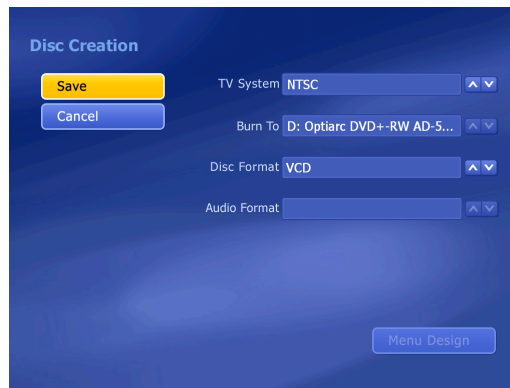 Disc Creation
Save
Cancel
TV System NTSC
Burn To D: Optiarc DVD+-RW AD-5...
Disc Format VCD
Audio Format
Menu Design